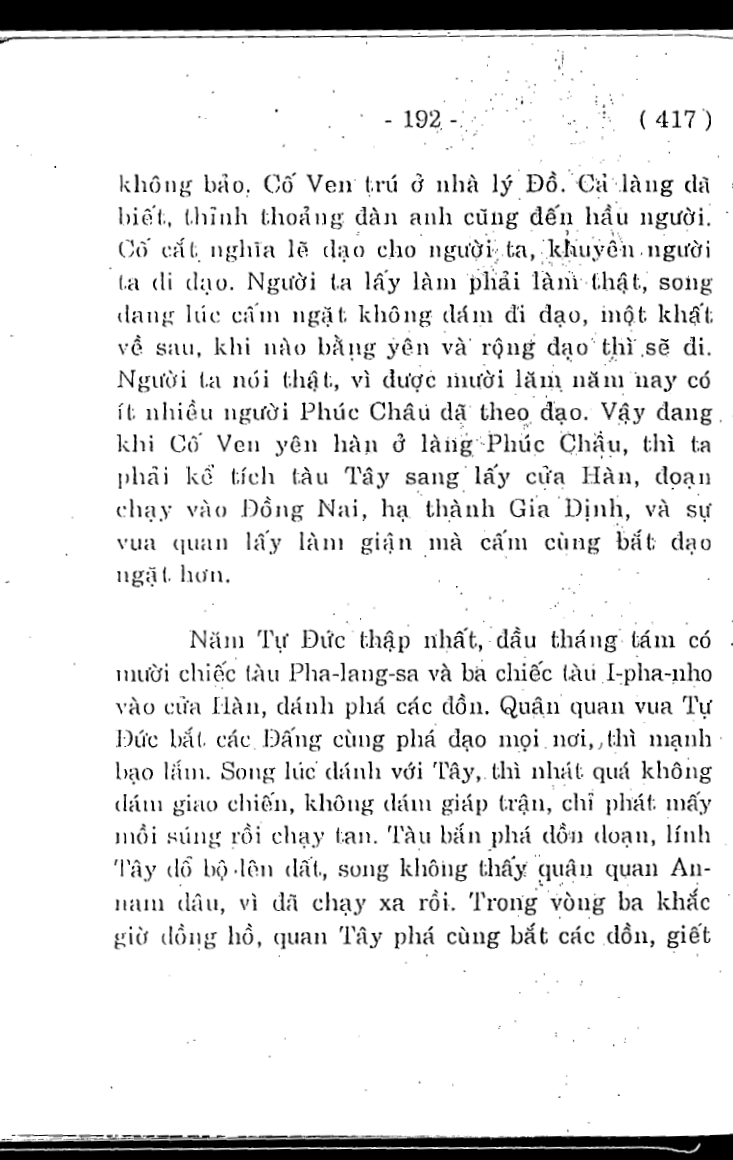 - 192 - ( 417 )
không bảo. Cố Ven trú ở nhà lý Đồ. Cả làng đã
biết, thỉnh thoảng đàn anh cũng đến hầu người.
Cố cắt nghĩa lẽ đạo cho người ta, khuyên người
ta đi đạo. Người ta lấy làm phải làm thật, song
đang lúc cấm ngặt không dám đi đạo, một khất
về sau, khi nào bằng yên và rộng đạo thì sẽ đi.
Người ta nói thật, vì được mười lăm năm nay có
ít nhiều người Phúc Châu đã theo đạo. Vậy đang
khi Cố Ven yên hàn ở làng Phúc Châu, thì ta
phải kể tích tàu Tây sang lấy cửa Hàn, đoạn
chạy vào Đồng Nai, hạ thành Gia Định, và sự
vua quan lấy làm giận mà cấm cùng bắt đạo
ngặt hơn.
Năm Tự Đức thập nhất, đầu tháng tám có
mười chiếc tàu Pha-lang-sa và ba chiếc tàu I-pha-nho
vào cửa Hàn, đánh phá các đồn. Quân quan vua Tự
Đức bắt các Đấng cùng phá đạo mọi nơi, thì mạnh
bạo lắm. Song lúc đánh với Tây, thì nhát quá không
dám giao chiến, không dám giáp trận, chỉ phát mấy
mồi súng rồi chạy tan. Tàu bắn phá đồn đoạn, lính
Tây đổ bộ lên đất, song không thấy quân quan An-
nam đâu, vì đã chạy xa rồi. Trong vòng ba khắc
giờ đồng hồ, quan Tây phá cùng bắt các đồn, giết